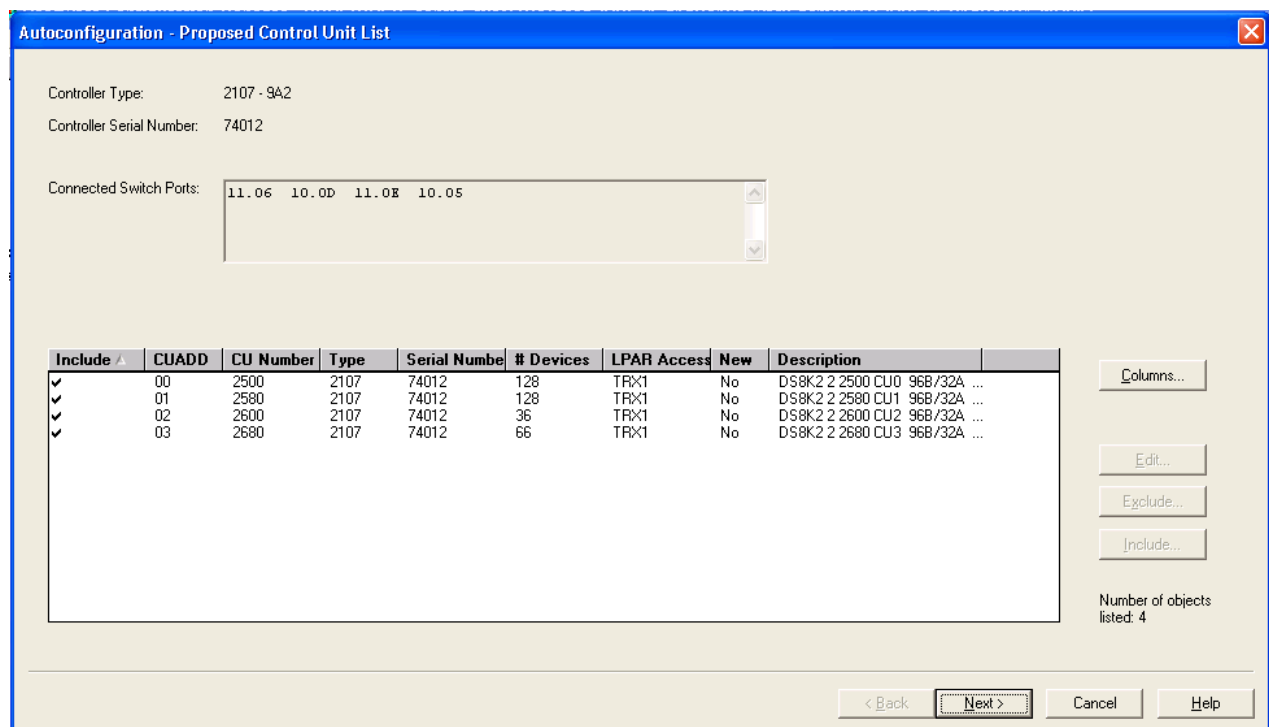 Autoconfiguration - Proposed Control Unit List
Controller Type: 2107 - 9A2
Controller Serial Number: 74012
Connected Switch Ports: 11.06 10.0D 11.0E 10.05
Include CUADD CU Number Type Serial Numbe # Devices LPAR Access New Description
00 2500 2107 74012 128 TRX1 No DS8K2 2 2500 CU0 96B/32A ...
01 2580 2107 74012 128 TRX1 No DS8K2 2 2580 CU1 96B/32A ...
02 2600 2107 74012 36 TRX1 No DS8K2 2 2600 CU2 96B/32A ...
03 2680 2107 74012 66 TRX1 No DS8K2 2 2680 CU3 96B/32A ...
Columns...
Edit...
Exclude...
Include...
Number of objects
listed: 4
< Back Next > Cancel Help